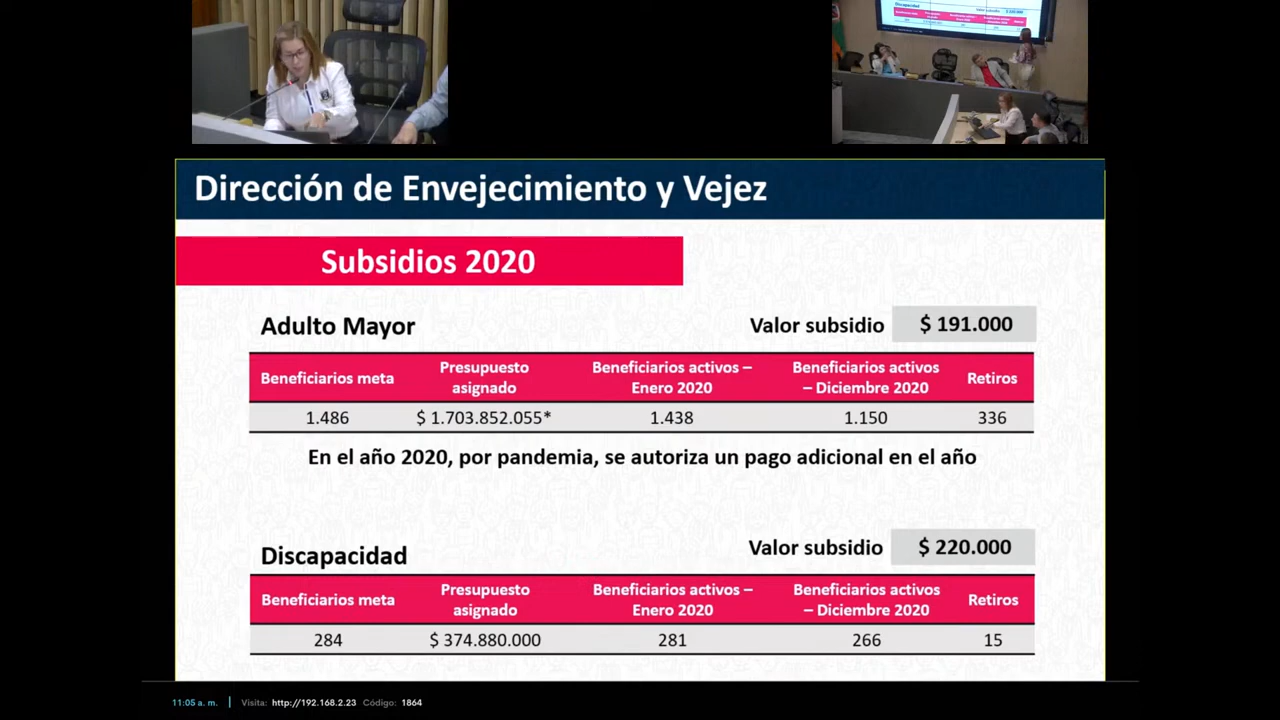 Discapacidad
Valor subsidio
Dirección de Envejecimiento y Vejez
Subsidios 2020
Adulto Mayor
Valor subsidio $ 191.000
Beneficiarios meta Presupuesto asignado Beneficiarios activos – Enero 2020 Beneficiarios activos – Diciembre 2020 Retiros
1.486 $ 1.703.852.055* 1.438 1.150 336
En el año 2020, por pandemia, se autoriza un pago adicional en el año
Discapacidad
Valor subsidio $ 220.000
Beneficiarios meta Presupuesto asignado Beneficiarios activos – Enero 2020 Beneficiarios activos – Diciembre 2020 Retiros
284 $ 374.880.000 281 266 15
11:05 a. m. | Visita: http://192.168.2.23 Código: 1864